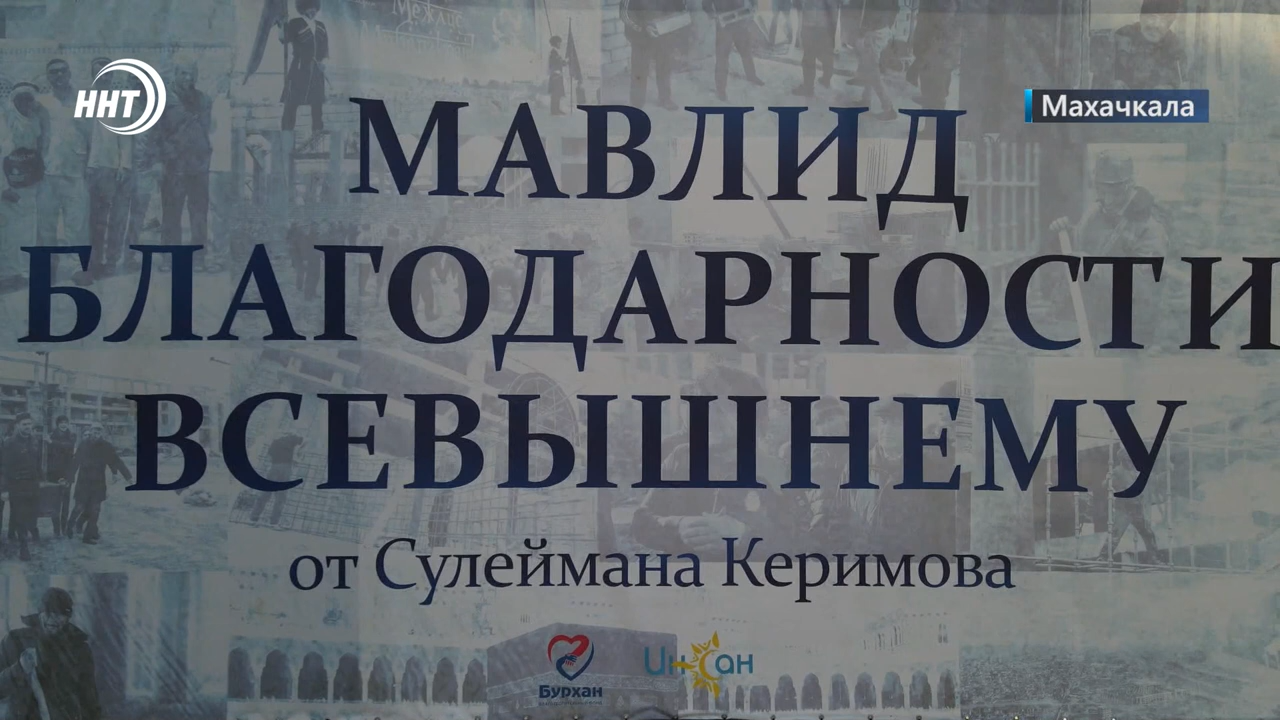 ННТ
Махачкала
МАВЛИД
БЛАГОДАРНОСТИ
ВСЕВЫШНЕМУ
от Сулеймана Керимова
Бурхан
Инсан